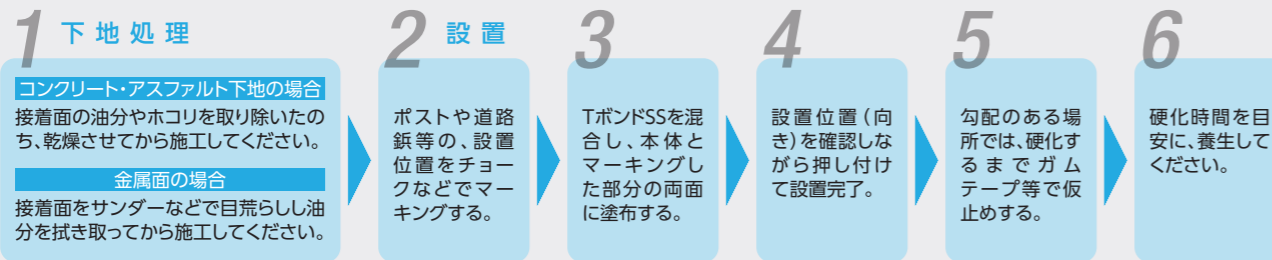 1 下地処理
コンクリート・アスファルト下地の場合
接着面の油分やホコリを取り除いたの
ち、乾燥させてから施工してください。
金属面の場合
接着面をサンダーなどで目荒らしし油
分を拭き取ってから施工してください。
2 設置
ポストや道路
鋲等の、設置
位置をチョー
クなどでマー
キングする。
3
TボンドSSを混
合し、本体と
マーキングし
た部分の両面
に塗布する。
4
設置位置（向
き）を確認しな
がら押し付け
て設置完了。
5
勾配のある場
所では、硬化す
るまでガム
テープ等で仮
止めする。
6
硬化時間を目
安に、養生して
ください。